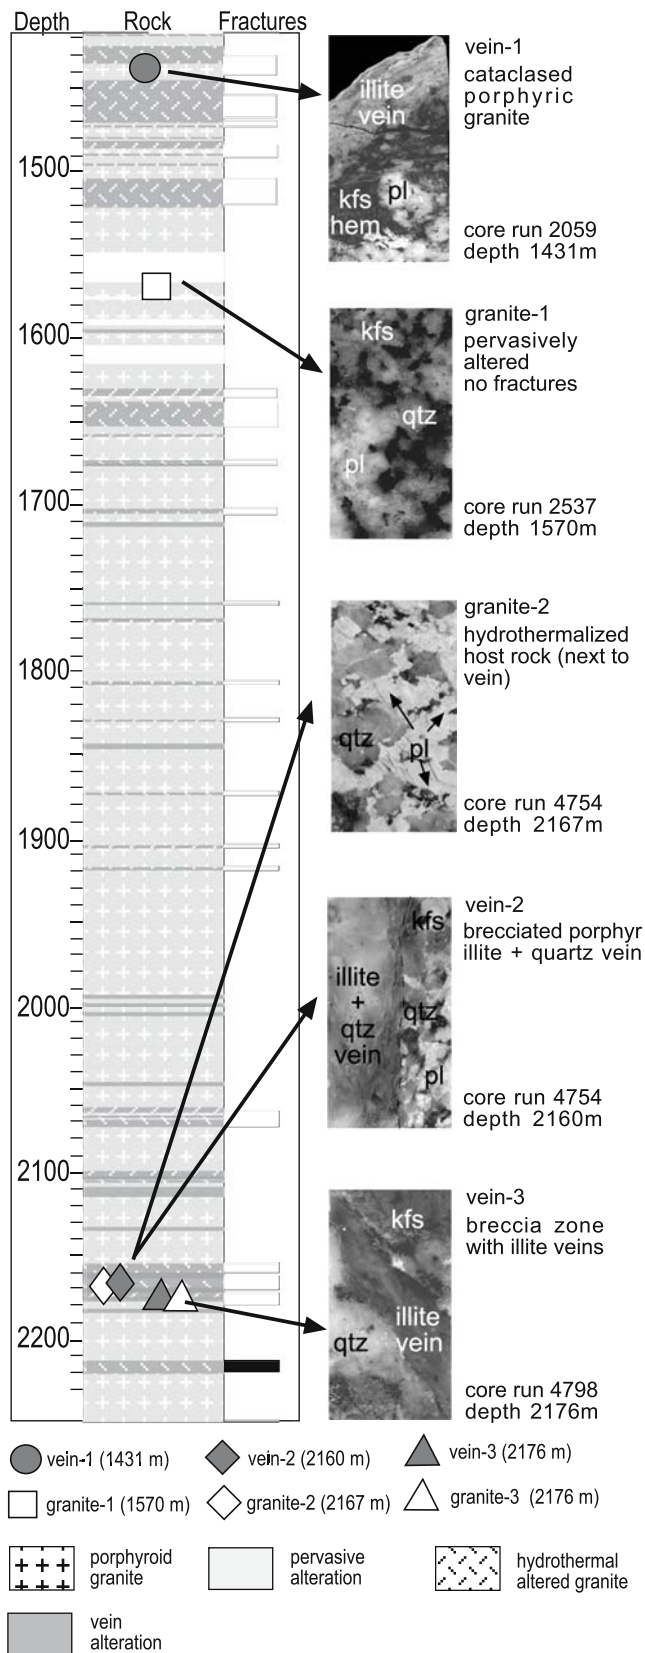 Depth Rock Fractures
1500
1600
1700
1800
1900
2000
2100
2200
illite
vein
pl
kfs
hem
vein-1
cataclased
porphyric
granite
core run 2059
depth 1431m
kfs
qtz
pl
granite-1
pervasively
altered
no fractures
core run 2537
depth 1570m
qtz
pl
granite-2
hydrothermalized
host rock (next to
vein)
core run 4754
depth 2167m
kfs
illite
+
qtz
vein
qtz
pl
vein-2
brecciated porphyr
illite + quartz vein
core run 4754
depth 2160m
kfs
illite
vein
qtz
vein-3
breccia zone
with illite veins
core run 4798
depth 2176m
vein-1 (1431 m) vein-2 (2160 m) vein-3 (2176 m)
granite-1 (1570 m) granite-2 (2167 m) granite-3 (2176 m)
porphyroid
granite
pervasive
alteration
hydrothermal
altered granite
vein
alteration